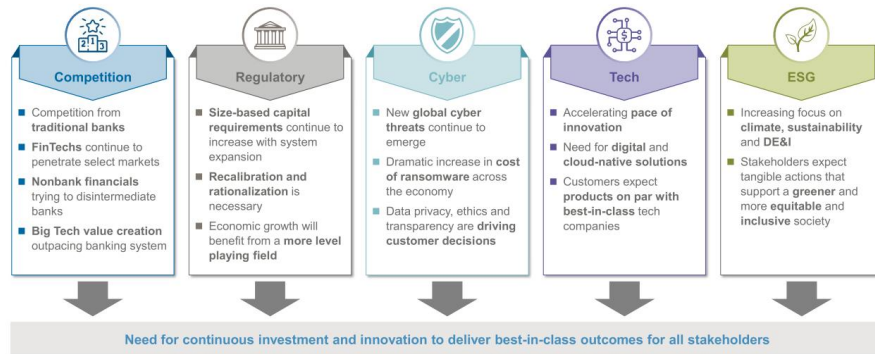 2 1 3
Competition
Competition from
traditional banks
FinTechs continue to
penetrate select markets
Nonbank financials
trying to disintermediate
banks
Big Tech value creation
outpacing banking system
Regulatory
Size-based capital
requirements continue to
increase with system
expansion
Recalibration and
rationalization is
necessary
Economic growth will
benefit from a more level
playing field
Cyber
New global cyber
threats continue to
emerge
Dramatic increase in cost
of ransomware across
the economy
Data privacy, ethics and
transparency are driving
customer decisions
$
Tech
Accelerating pace of
innovation
Need for digital and
cloud-native solutions
Customers expect
products on par with
best-in-class tech
companies
ESG
Increasing focus on
climate, sustainability
and DE&I
Stakeholders expect
tangible actions that
support a greener and
more equitable and
inclusive society
Need for continuous investment and innovation to deliver best-in-class outcomes for all stakeholders